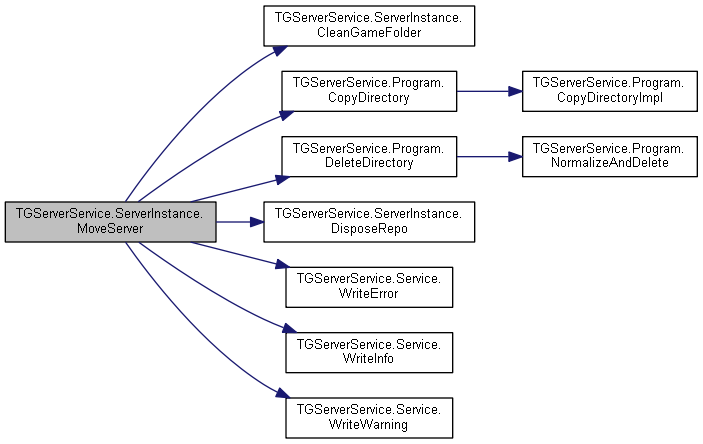 TGServerService.ServerInstance.
CleanGameFolder
TGServerService.Program.
CopyDirectory
TGServerService.Program.
CopyDirectoryImpl
TGServerService.Program.
DeleteDirectory
TGServerService.Program.
NormalizeAndDelete
TGServerService.ServerInstance.
MoveServer
TGServerService.ServerInstance.
DisposeRepo
TGServerService.Service.
WriteError
TGServerService.Service.
WriteInfo
TGServerService.Service.
WriteWarning